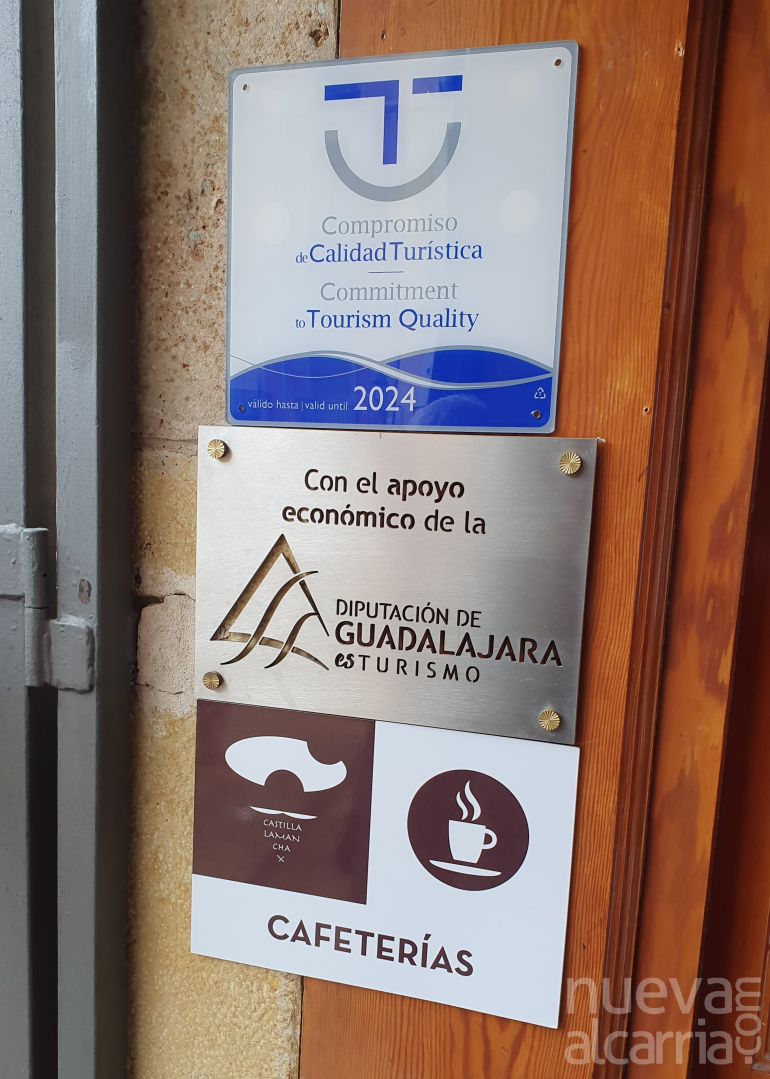 Compromiso
de Calidad Turística
Commitment
to Tourism Quality
válido hasta | valid until 2024
Con el apoyo
económico de la
DIPUTACIÓN DE
GUADALAJARA
esTURISMO
CASTILLA
LAMAN
CHA
X
CAFETERÍAS
nueva
alcarria.com